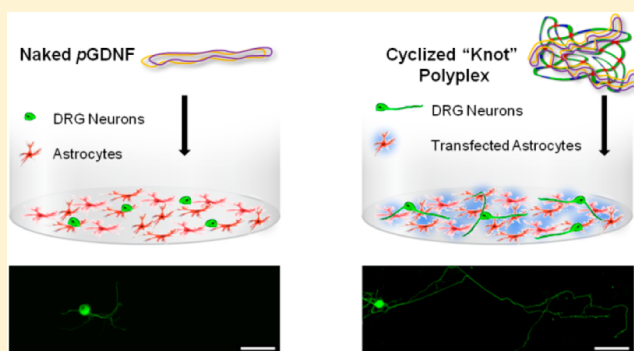 Naked pGDNF
DRG Neurons
Astrocytes
Cyclized “Knot”
Polyplex
DRG Neurons
Transfected Astrocytes